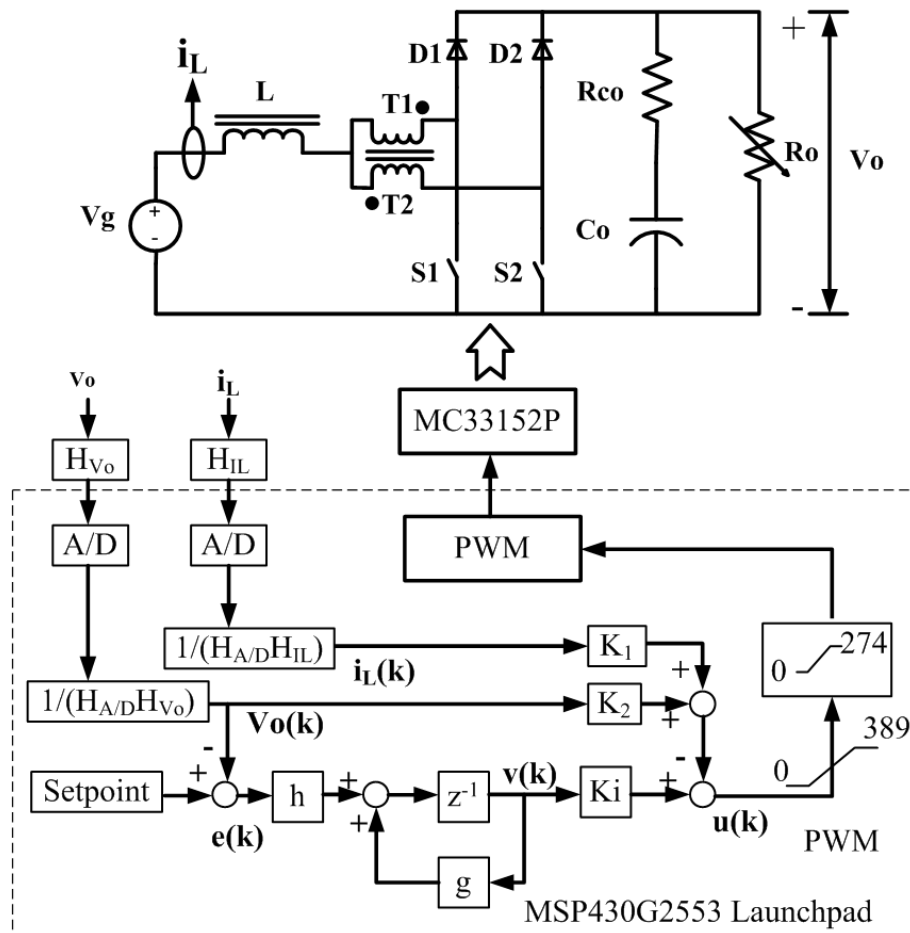 +
D1 D2
iL
L
T1
Rco
Ro
Vo
T2
Vg
+
-
Co
S1 S2
-
Vo
iL
MC33152P
HVo
HIL
A/D
A/D
PWM
1/(HA/DHIL)
iL(k)
K1
+
0 274
1/(HA/DHVo)
Vo(k)
K2
+
-
-
389
0
Setpoint
+
e(k)
h
+
+
z-1
v(k)
Ki
+
u(k)
PWM
g
MSP430G2553 Launchpad